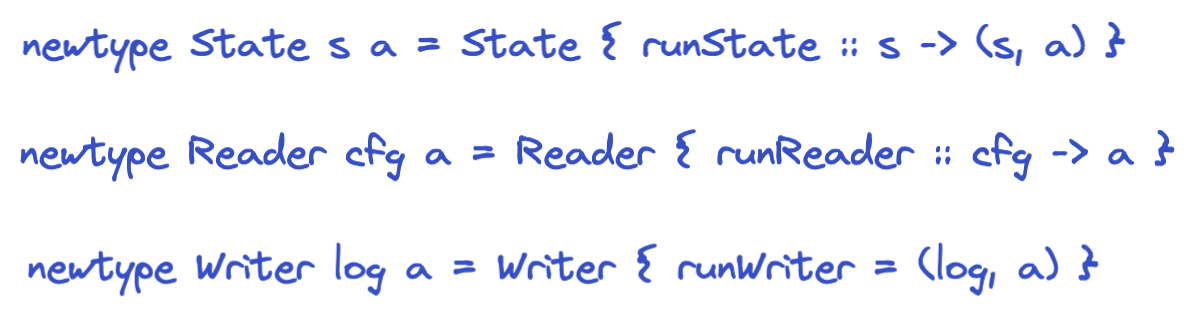 newtype State s a = State { runState :: s -> (s, a) }
newtype Reader cfg a = Reader { runReader :: cfg -> a }
newtype Writer log a = Writer { runWriter = (log, a) }